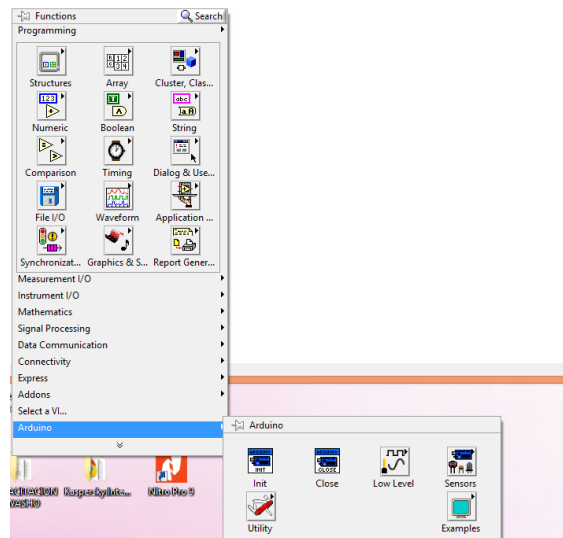 Functions Search
Programming
Structures Array Cluster, Clas...
Numeric Boolean String
Comparison Timing Dialog & Use...
File I/O Waveform Application ...
Synchronizat... Graphics & S... Report Gener...
Measurement I/O
Instrument I/O
Mathematics
Signal Processing
Data Communication
Connectivity
Express
Addons
Select a VI...
Arduino
Arduino
Init Close Low Level Sensors
Utility Examples
Nitro Pro 9